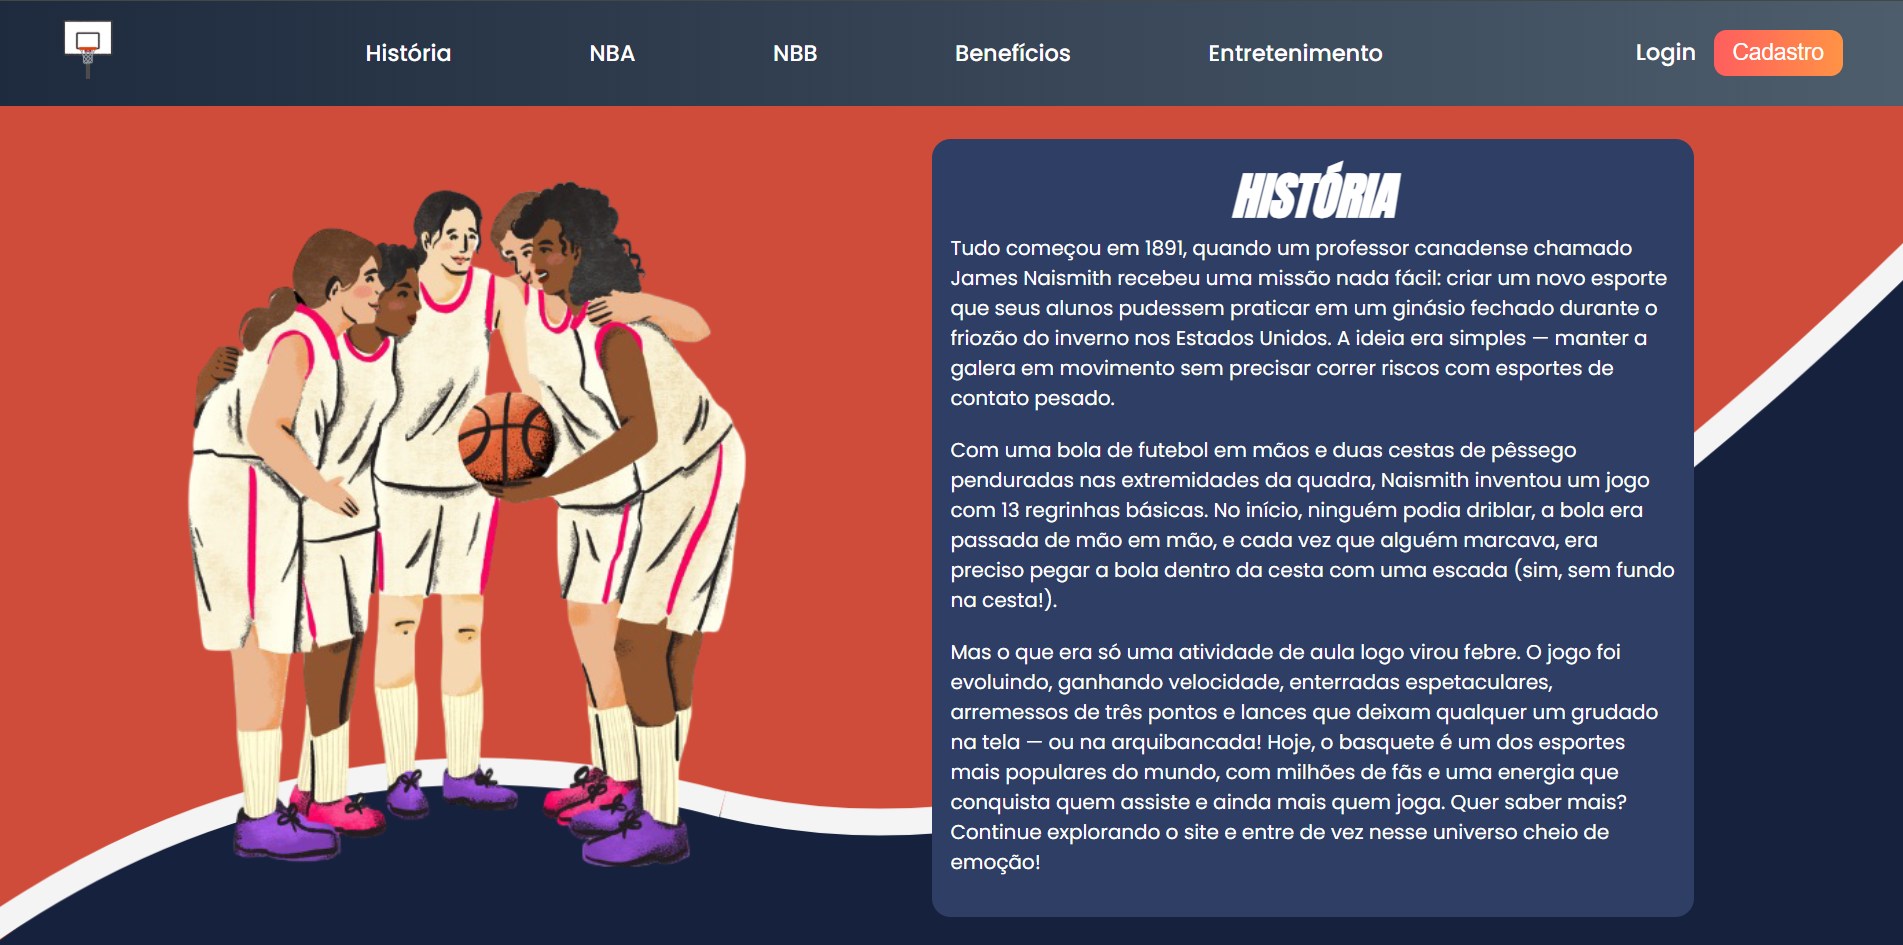 História
NBA
NBB
Benefícios
Entretenimento
Login
Cadastro
HISTÓRIA
Tudo começou em 1891, quando um professor canadense chamado
James Naismith recebeu uma missão nada fácil: criar um novo esporte
que seus alunos pudessem praticar em um ginásio fechado durante o
friozão do inverno nos Estados Unidos. A ideia era simples — manter a
galera em movimento sem precisar correr riscos com esportes de
contato pesado.
Com uma bola de futebol em mãos e duas cestas de pêssego
penduradas nas extremidades da quadra, Naismith inventou um jogo
com 13 regrinhas básicas. No início, ninguém podia driblar, a bola era
passada de mão em mão, e cada vez que alguém marcava, era
preciso pegar a bola dentro da cesta com uma escada (sim, sem fundo
na cesta!).
Mas o que era só uma atividade de aula logo virou febre. O jogo foi
evoluindo, ganhando velocidade, enterradas espetaculares,
arremessos de três pontos e lances que deixam qualquer um grudado
na tela — ou na arquibancada! Hoje, o basquete é um dos esportes
mais populares do mundo, com milhões de fãs e uma energia que
conquista quem assiste e ainda mais quem joga. Quer saber mais?
Continue explorando o site e entre de vez nesse universo cheio de
emoção!